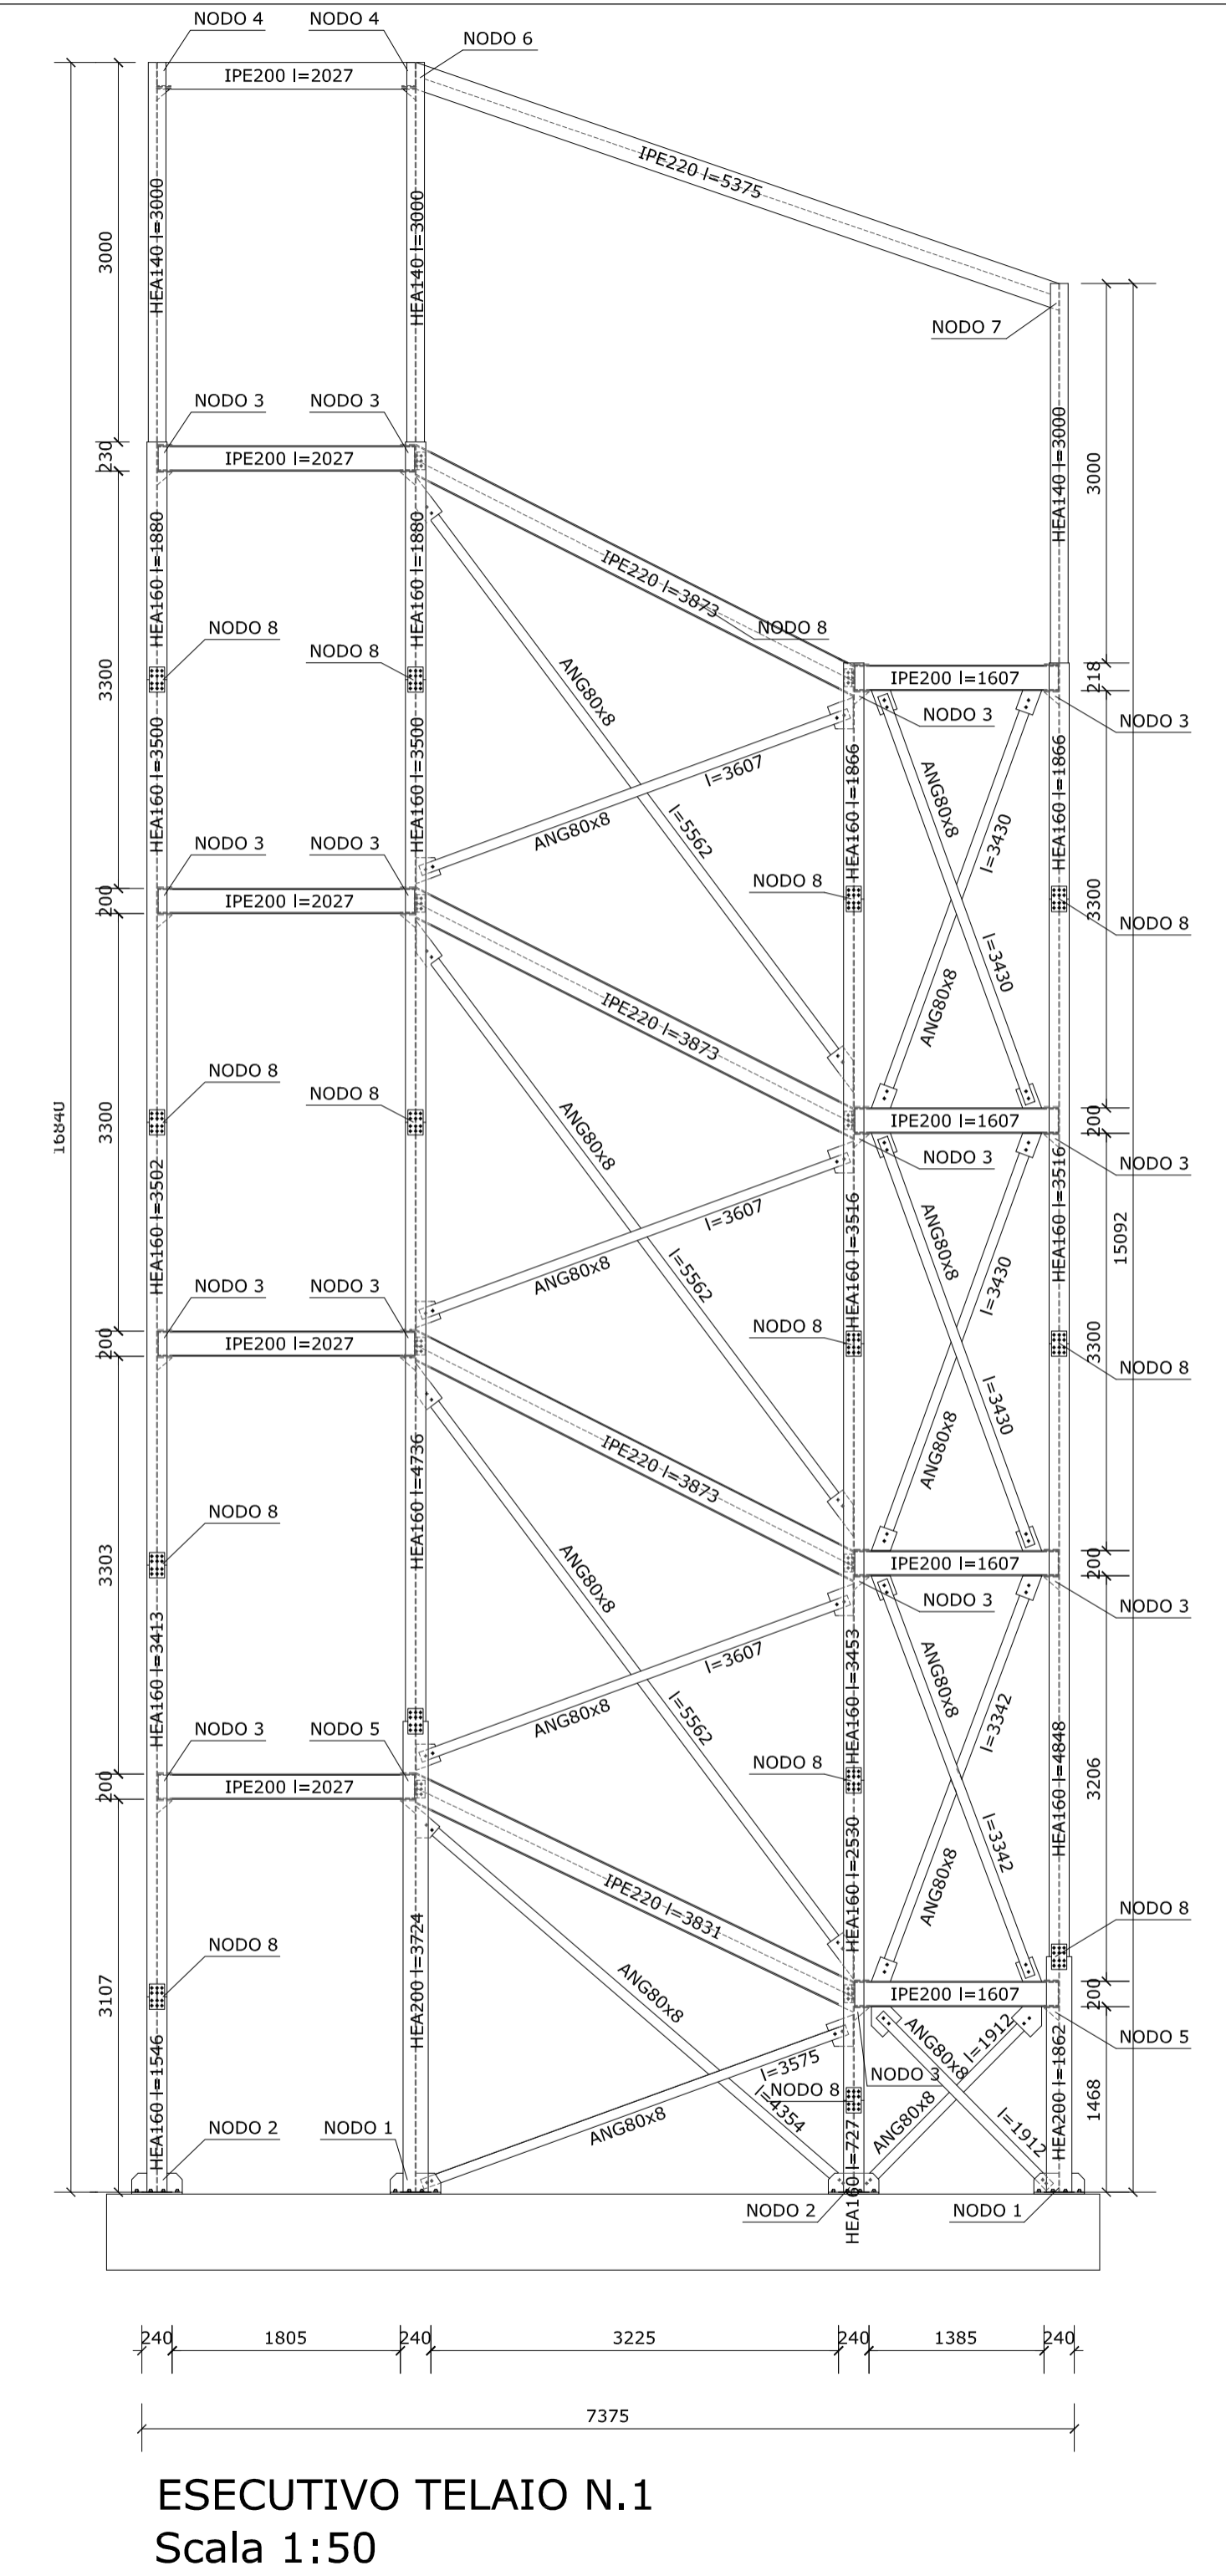 NODO 4
NODO 4
NODO 6
IPE200 l=2027
IPE220 l=5375
HEA140 l=3000
HEA140 l=3000
3000
NODO 7
HEA140 l=3000
3000
NODO 3
NODO 3
230
IPE200 l=2027
HEA160 l=1880
HEA160 l=1880
IPE220 l=3873
NODO 8
NODO 8
NODO 8
3300
ANG80x8
IPE200 l=1607
218
NODO 3
NODO 3
HEA160 l=3500
HEA160 l=3500
l=3607
ANG80x8
l=5562
HEA160 l=1866
ANG80x8
l=3430
HEA160 l=1866
NODO 3
NODO 3
200
IPE200 l=2027
NODO 8
3300
NODO 8
l=3430
ANG80x8
IPE220 l=3873
NODO 8
NODO 8
3300
16840
ANG80x8
IPE200 l=1607
200
NODO 3
NODO 3
HEA160 l=3502
l=3607
ANG80x8
l=5562
HEA160 l=3516
ANG80x8
l=3430
HEA160 l=3516
15092
NODO 3
NODO 3
200
IPE200 l=2027
NODO 8
3300
NODO 8
l=3430
ANG80x8
HEA160 l=4736
IPE220 l=3873
NODO 8
3303
ANG80x8
IPE200 l=1607
200
NODO 3
NODO 3
HEA160 l=3413
l=3607
ANG80x8
l=5562
HEA160 l=3453
ANG80x8
l=3342
HEA160 l=4848
NODO 3
NODO 5
200
IPE200 l=2027
NODO 8
3206
l=3342
ANG80x8
HEA160 l=2530
IPE220 l=3831
NODO 8
NODO 8
HEA200 l=3724
3107
ANG80x8
IPE200 l=1607
200
NODO 5
HEA160 l=1546
l=3575
ANG80x8
l=4354
NODO 3
NODO 8
ANG80x8
l=1912
ANG80x8
l=1912
HEA200 l=1862
1468
NODO 2
NODO 1
HEA160 l=727
NODO 2
NODO 1
240
1805
240
3225
240
1385
240
7375
ESECUTIVO TELAIO N.1
Scala 1:50